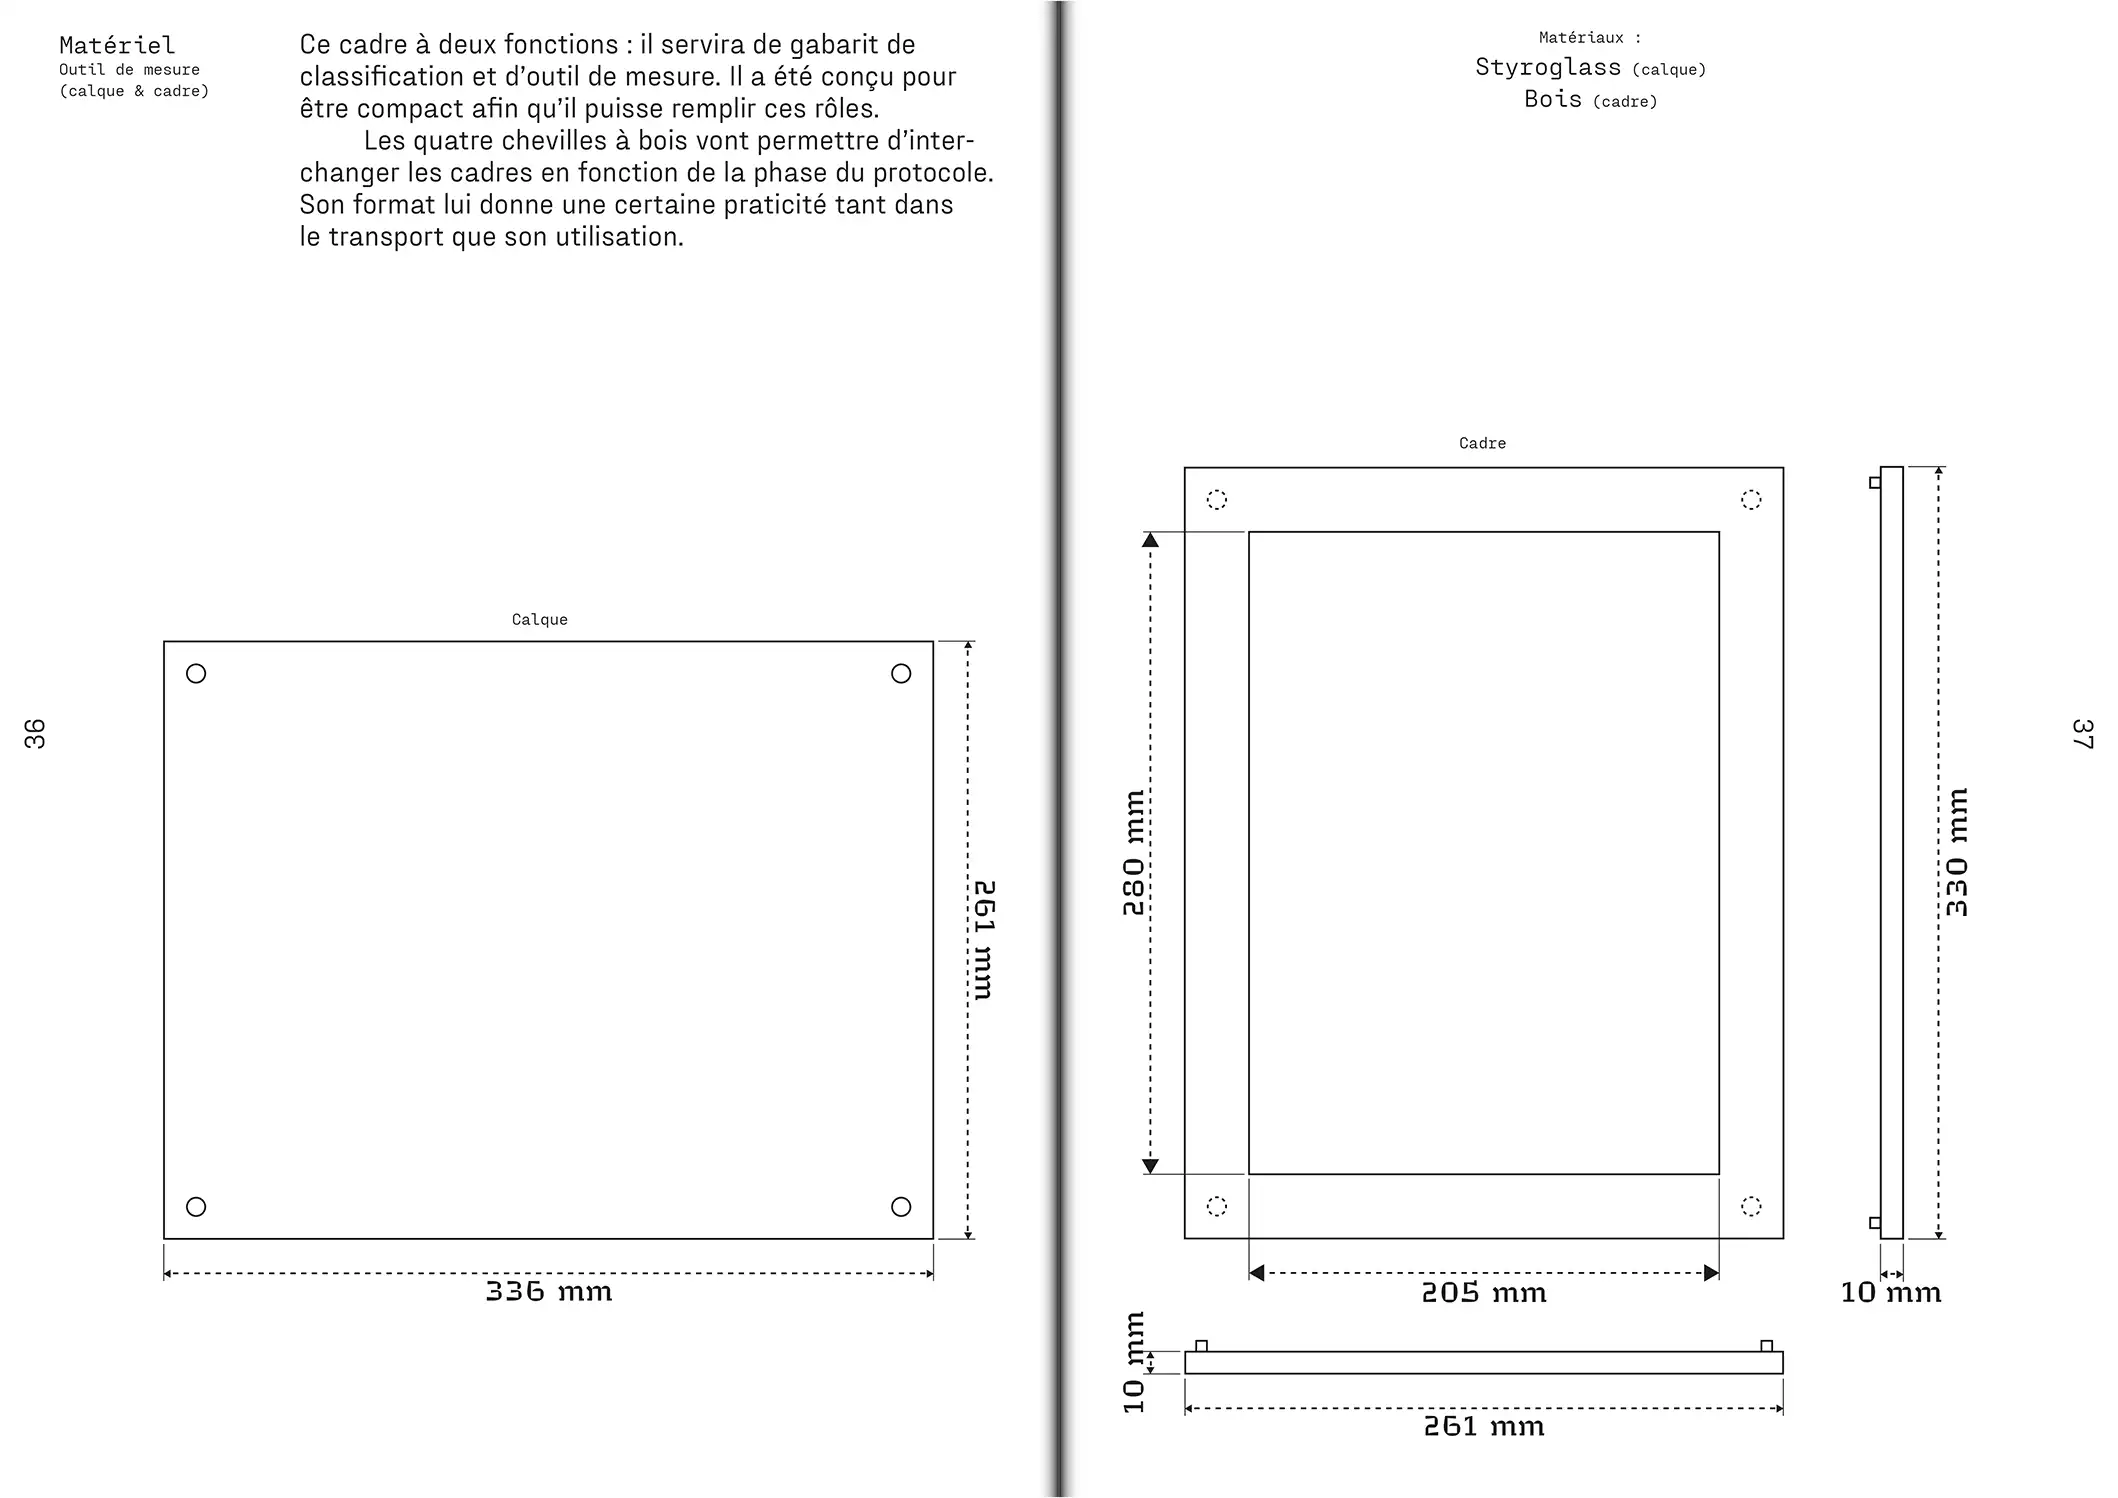 Matériel
Outil de mesure
(calque & cadre)
Ce cadre à deux fonctions : il servira de gabarit de
classification et d’outil de mesure. Il a été conçu pour
être compact afin qu’il puisse remplir ces rôles.
Les quatre chevilles à bois vont permettre d’inter-
changer les cadres en fonction de la phase du protocole.
Son format lui donne une certaine praticité tant dans
le transport que son utilisation.
Calque
261 mm
336 mm
36
Matériaux :
Styroglass (calque)
Bois (cadre)
Cadre
280 mm
330 mm
205 mm
10 mm
10 mm
261 mm
37